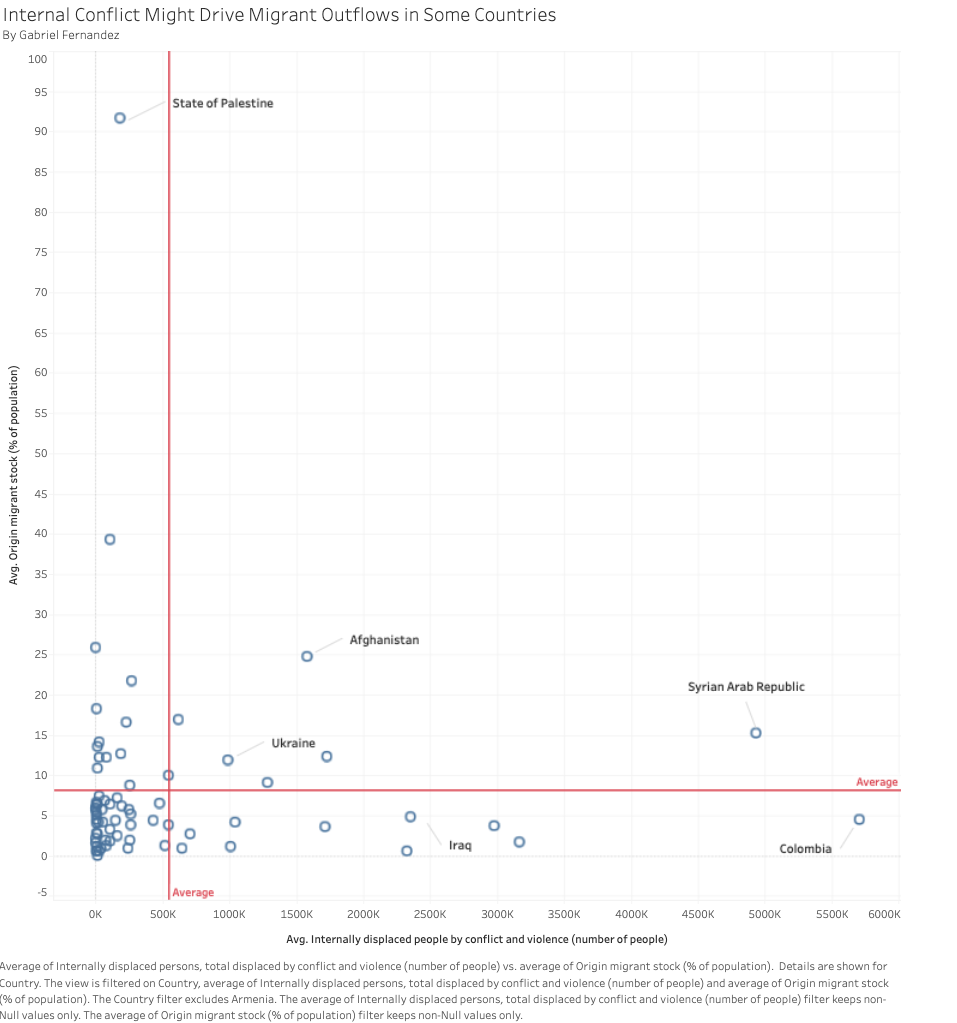 Internal Conflict Might Drive Migrant Outflows in Some Countries
By Gabriel Fernandez
100
95
90
85
80
75
70
65
60
55
50
45
40
35
30
25
20
15
10
5
0
-5
Avg. Origin migrant stock (% of population)
State of Palestine
Afghanistan
Syrian Arab Republic
Ukraine
Average
Iraq
Colombia
Average
0K 500K 1000K 1500K 2000K 2500K 3000K 3500K 4000K 4500K 5000K 5500K 6000K
Avg. Internally displaced people by conflict and violence (number of people)
Average of Internally displaced persons, total displaced by conflict and violence (number of people) vs. average of Origin migrant stock (% of population). Details are shown for
Country. The view is filtered on Country, average of Internally displaced persons, total displaced by conflict and violence (number of people) and average of Origin migrant stock
(% of population). The Country filter excludes Armenia. The average of Internally displaced persons, total displaced by conflict and violence (number of people) filter keeps non-
Null values only. The average of Origin migrant stock (% of population) filter keeps non-Null values only.